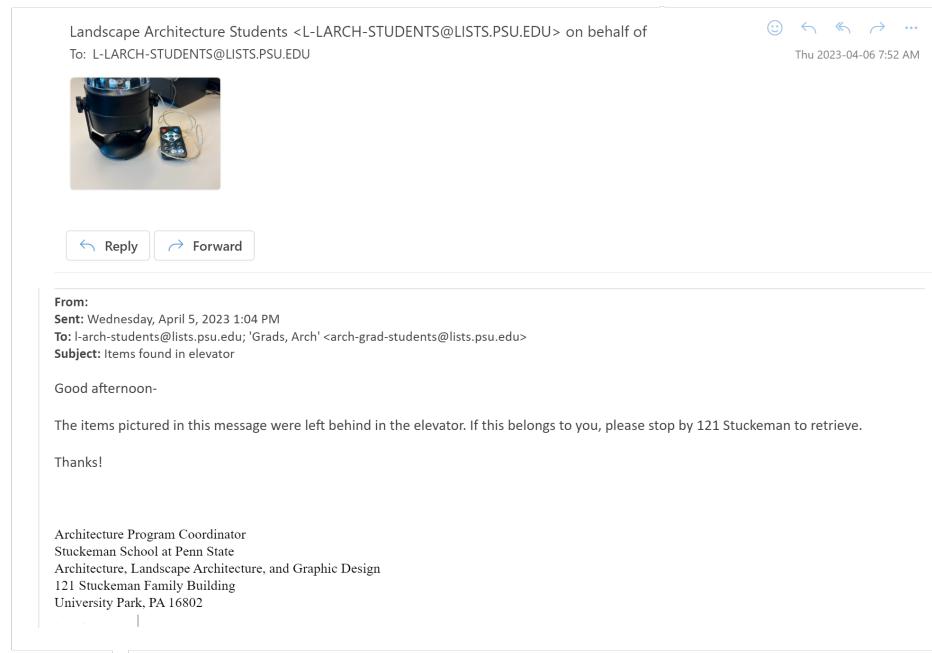 Landscape Architecture Students <L-LARCH-STUDENTS@LISTS.PSU.EDU> on behalf of
To: L-LARCH-STUDENTS@LISTS.PSU.EDU
Thu 2023-04-06 7:52 AM
Reply
Forward
From:
Sent: Wednesday, April 5, 2023 1:04 PM
To: l-arch-students@lists.psu.edu; 'Grads, Arch' <arch-grad-students@lists.psu.edu>
Subject: Items found in elevator
Good afternoon-
The items pictured in this message were left behind in the elevator. If this belongs to you, please stop by 121 Stuckeman to retrieve.
Thanks!
Architecture Program Coordinator
Stuckeman School at Penn State
Architecture, Landscape Architecture, and Graphic Design
121 Stuckeman Family Building
University Park, PA 16802